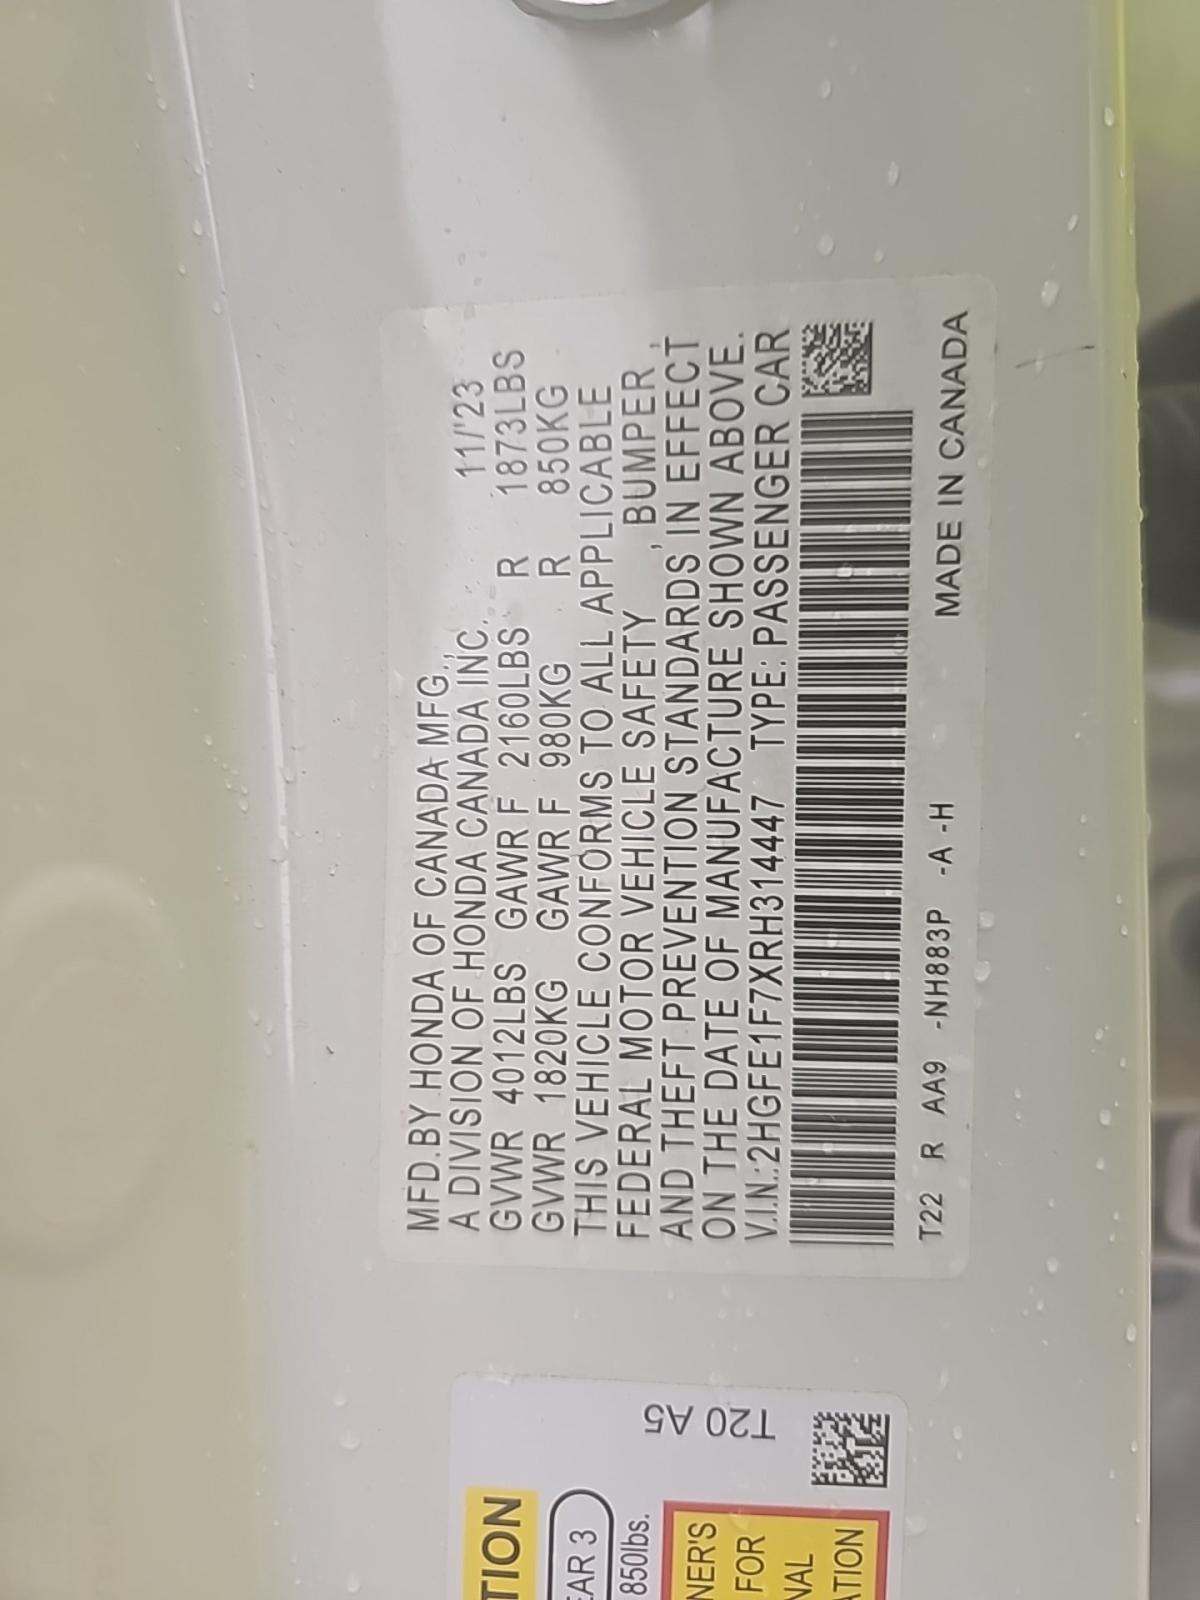 MFD.BY HONDA OF CANADA MFG.,
A DIVISION OF HONDA CANADA INC. 11/'23
GVWR 4012LBS GAWR F 2160LBS R 1873LBS
GVWR 1820KG GAWR F 980KG R 850KG
THIS VEHICLE CONFORMS TO ALL APPLICABLE
FEDERAL MOTOR VEHICLE SAFETY , BUMPER ,
AND THEFT PREVENTION STANDARDS IN EFFECT
ON THE DATE OF MANUFACTURE SHOWN ABOVE.
V.I.N.:2HGFE1F7XRH314447 TYPE: PASSENGER CAR
T22 R AA9 -NH883P -A -H MADE IN CANADA
T20 A5
TION
EAR 3
850lbs.
NER'S
FOR
NAL
ATION